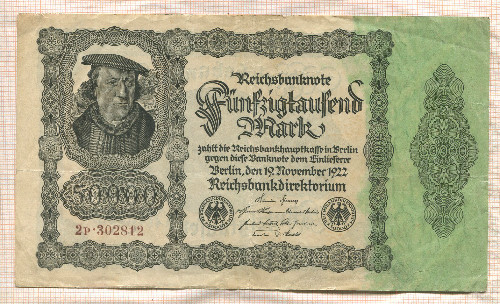 Reichsbanknote
Fünfzigtausend
Mark
zahlt die Reichsbankhauptkasse in Berlin
gegen diese Banknote dem Einlieferer
Berlin, den 19. November 1922
Reichsbankdirektorium
50000
2P·302812